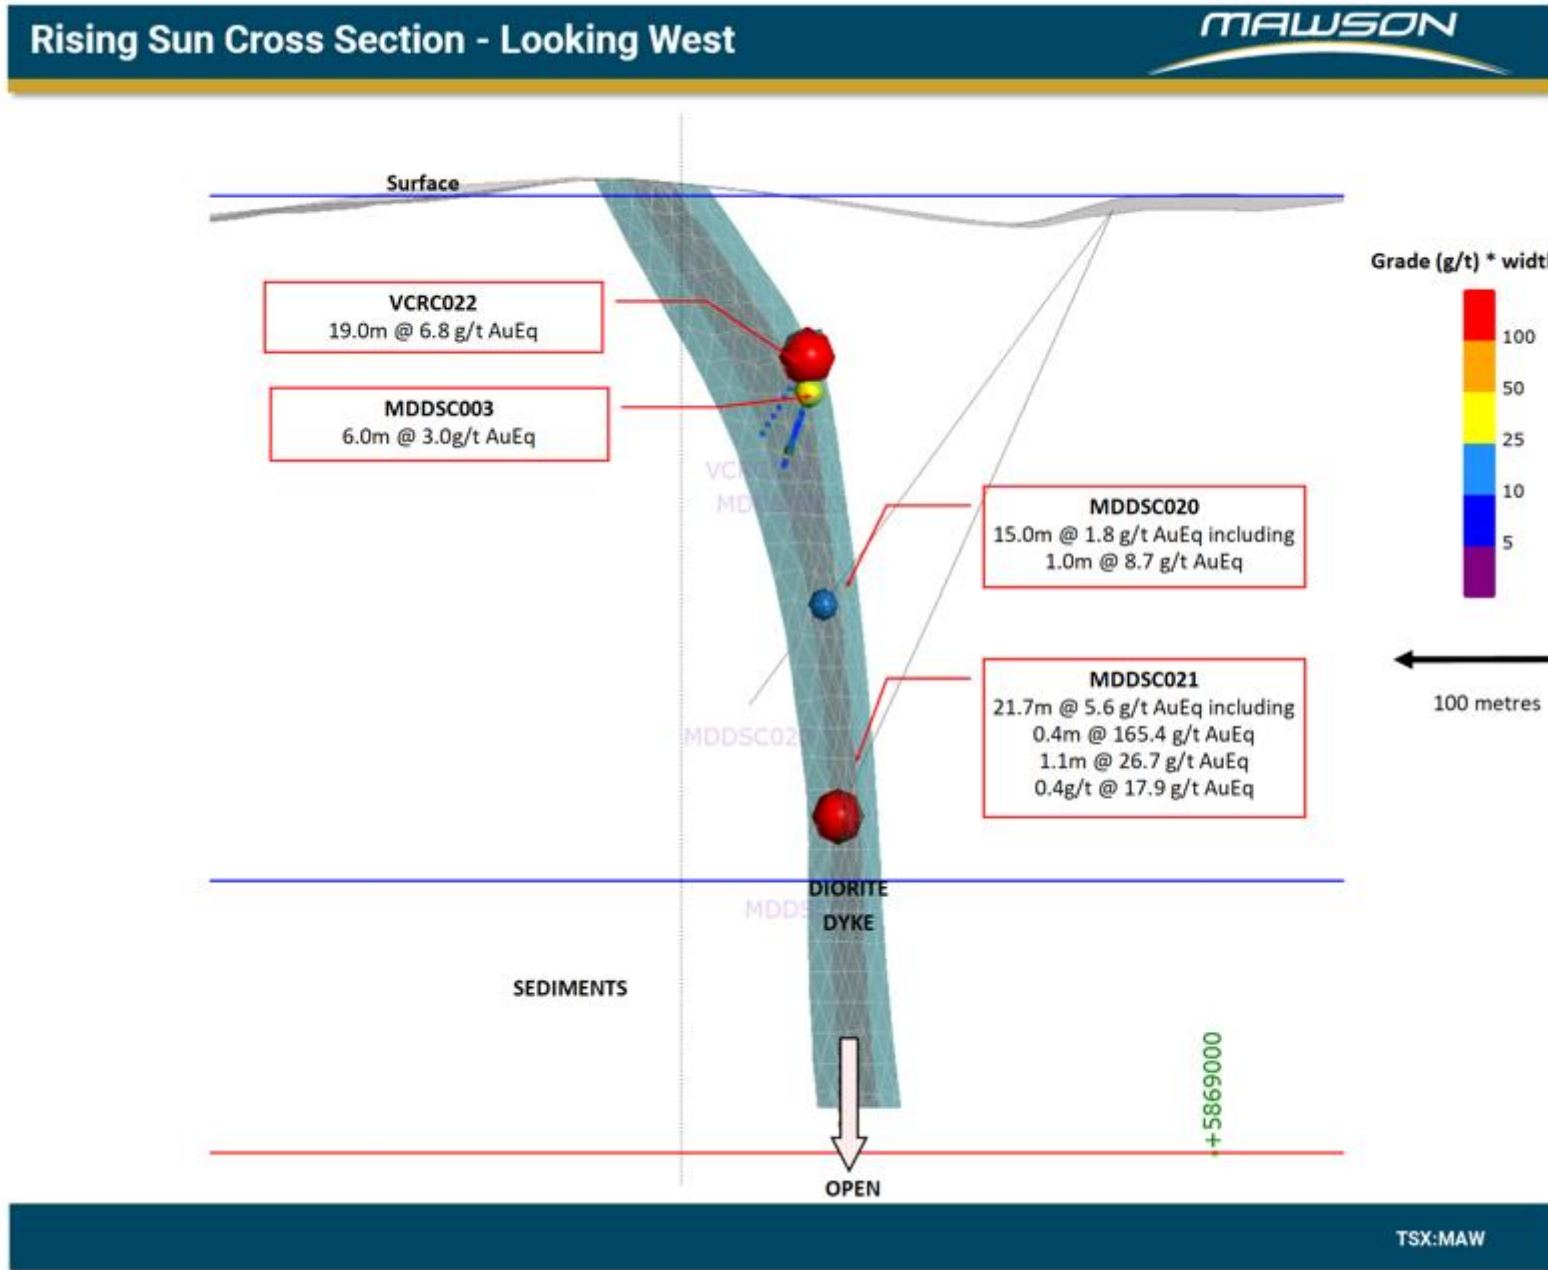 Rising Sun Cross Section - Looking West
MAWSON
Surface
VCRC022
19.0m @ 6.8 g/t AuEq
MDDSC003
6.0m @ 3.0g/t AuEq
MDDSC020
15.0m @ 1.8 g/t AuEq including
1.0m @ 8.7 g/t AuEq
MDDSC021
21.7m @ 5.6 g/t AuEq including
0.4m @ 165.4 g/t AuEq
1.1m @ 26.7 g/t AuEq
0.4g/t @ 17.9 g/t AuEq
Grade (g/t) * width
100
50
25
10
5
100 metres
DIORITE
DYKE
SEDIMENTS
+5869000
OPEN
TSX:MAW